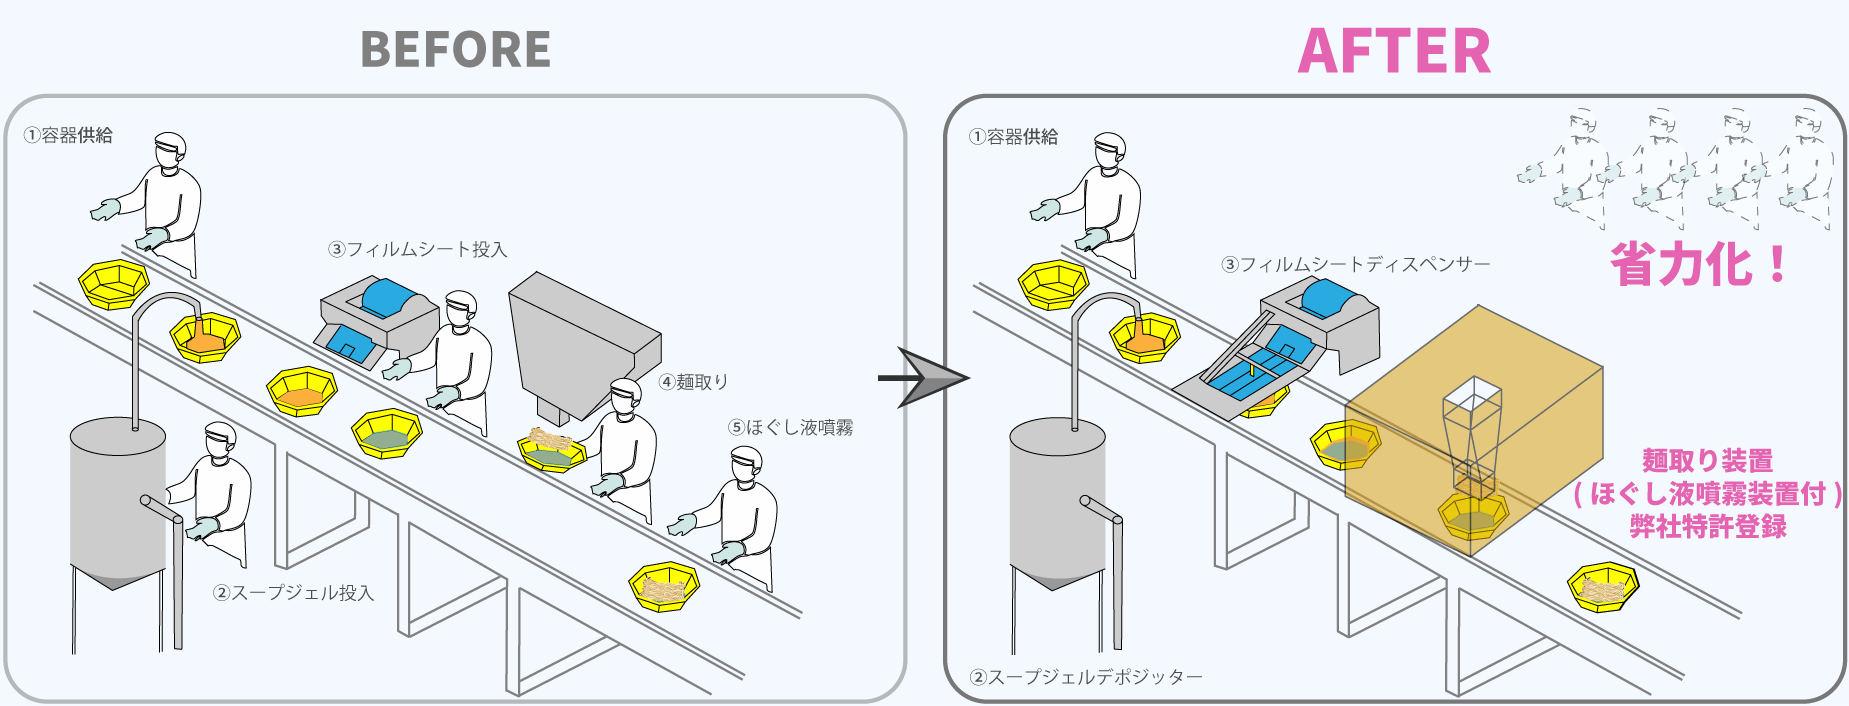 BEFORE
①容器供給
③フィルムシート投入
④麺取り
⑤ほぐし液噴霧
②スープジェル投入
AFTER
①容器供給
省力化！
③フィルムシートディスペンサー
麺取り装置
(ほぐし液噴霧装置付)
弊社特許登録
②スープジェルデポジッター